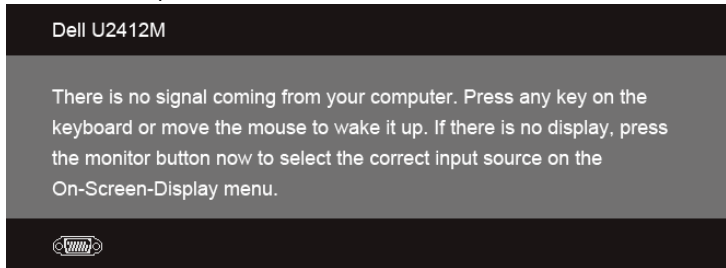 Dell U2412M
There is no signal coming from your computer. Press any key on the
keyboard or move the mouse to wake it up. If there is no display, press
the monitor button now to select the correct input source on the
On-Screen-Display menu.